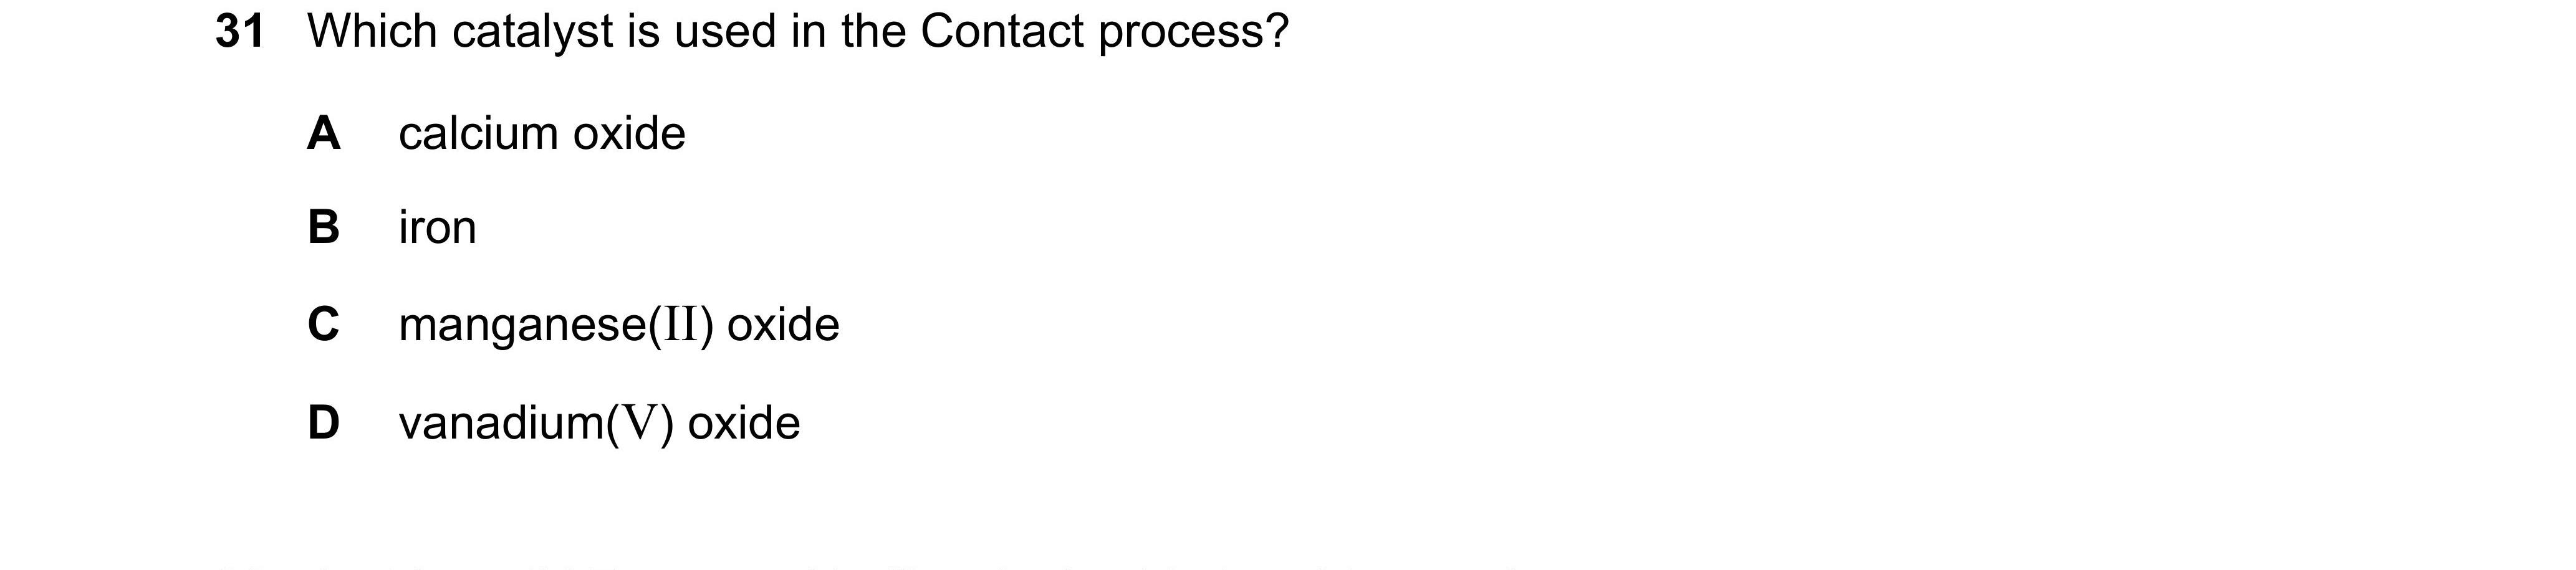 31 Which catalyst is used in the Contact process?
A calcium oxide
B iron
C manganese(II) oxide
D vanadium(V) oxide